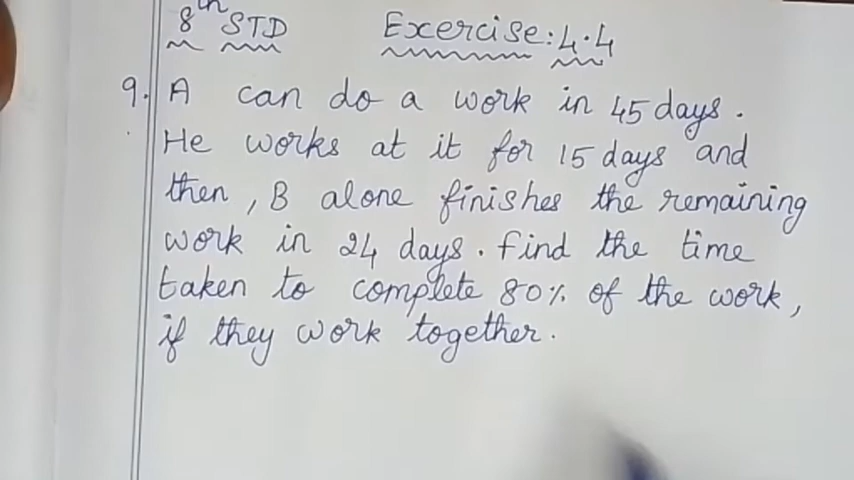 8th STD Excercise: 4.4
9. A can do a work in 45 days.
He works at it for 15 days and
then, B alone finishes the remaining
work in 24 days. Find the time
taken to complete 80% of the work,
if they work together.